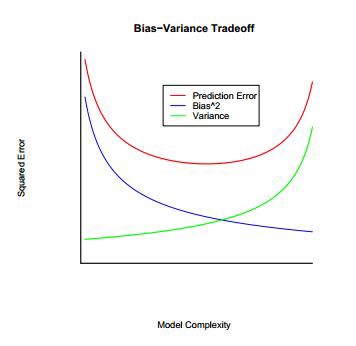 Bias−Variance Tradeoff
Prediction Error
Bias^2
Variance
Squared Error
Model Complexity